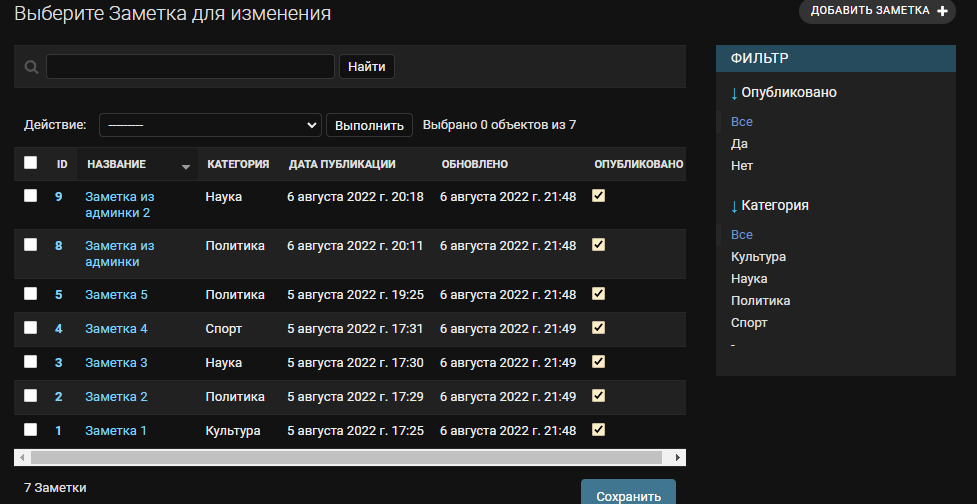 Выберите Заметка для изменения
ДОБАВИТЬ ЗАМЕТКА +
Найти
Действие: --------- Выполнить Выбрано 0 объектов из 7
ID НАЗВАНИЕ КАТЕГОРИЯ ДАТА ПУБЛИКАЦИИ ОБНОВЛЕНО ОПУБЛИКОВАНО
9 Заметка из Наука 6 августа 2022 г. 20:18 6 августа 2022 г. 21:48
админки 2
8 Заметка из Политика 6 августа 2022 г. 20:11 6 августа 2022 г. 21:48
админки
5 Заметка 5 Политика 5 августа 2022 г. 19:25 6 августа 2022 г. 21:48
4 Заметка 4 Спорт 5 августа 2022 г. 17:31 6 августа 2022 г. 21:49
3 Заметка 3 Наука 5 августа 2022 г. 17:30 6 августа 2022 г. 21:49
2 Заметка 2 Политика 5 августа 2022 г. 17:29 6 августа 2022 г. 21:49
1 Заметка 1 Культура 5 августа 2022 г. 17:25 6 августа 2022 г. 21:48
7 Заметки
Сохранить
ФИЛЬТР
↓ Опубликовано
Все
Да
Нет
↓ Категория
Все
Культура
Наука
Политика
Спорт
-